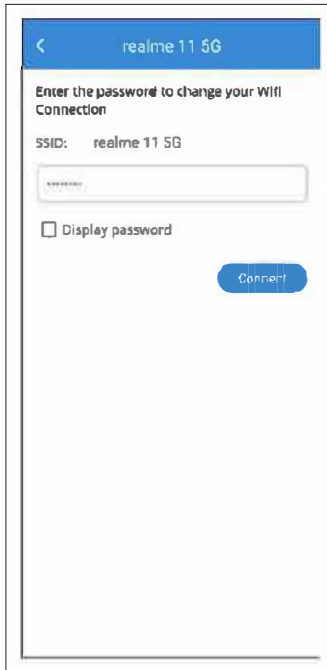 realme 11 5G
Enter the password to change your Wifi
Connection
SSID: realme 11 5G
Display password
Connect